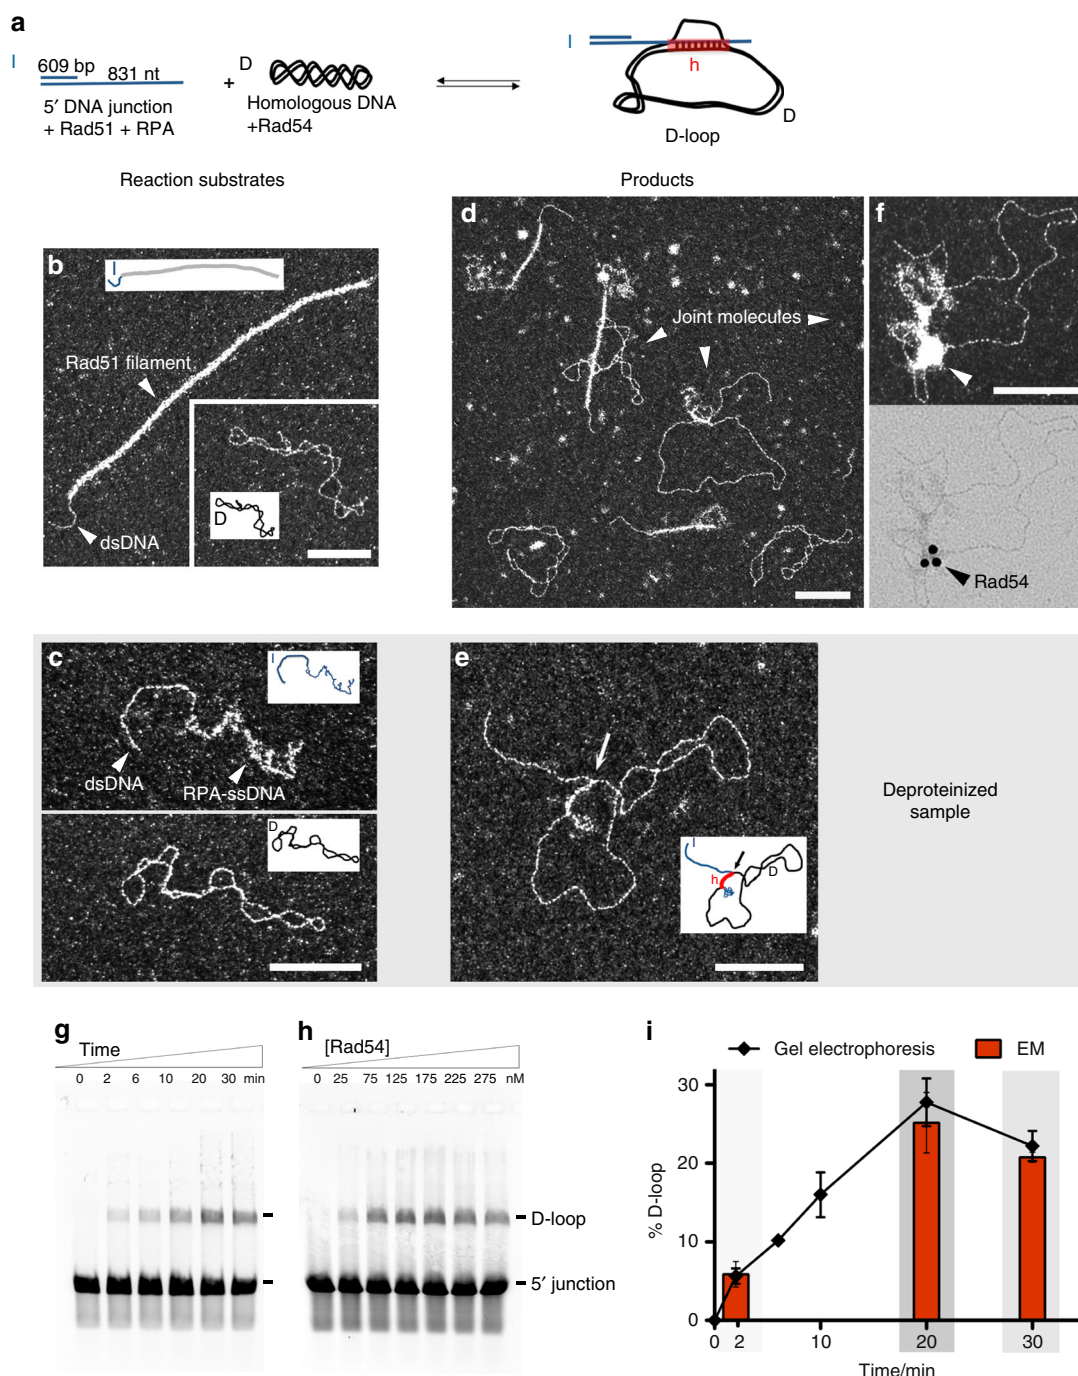 a
I
609 bp
831 nt
5′ DNA junction
+ Rad51 + RPA
+
D
Homologous DNA
+Rad54
I
h
D
D-loop
Reaction substrates
Products
b
I
Rad51 filament
dsDNA
D
d
Joint molecules
f
Rad54
c
I
dsDNA
RPA-ssDNA
D
e
I
h
D
Deproteinized
sample
g
Time
0 2 6 10 20 30 min
h
[Rad54]
0 25 75 125 175 225 275 nM
D-loop
5′ junction
i
Gel electrophoresis
EM
% D-loop
30
20
10
0
0 2 10 20 30
Time/min